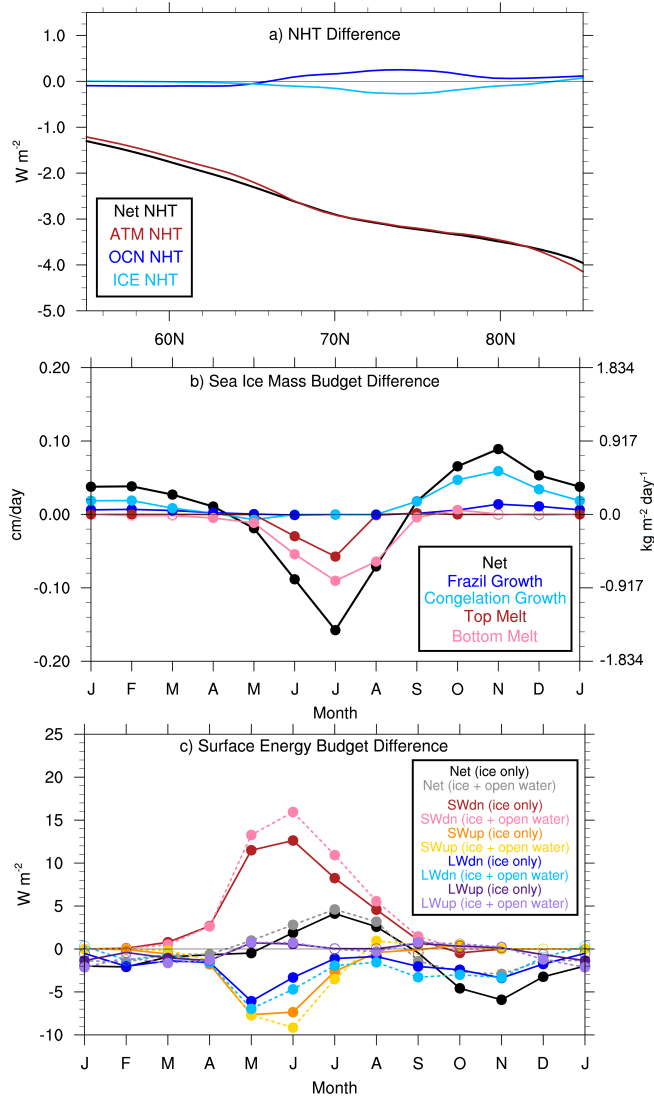 a) NHT Difference
1.0
0.0
-1.0
-2.0
-3.0
-4.0
-5.0
W m-2
Net NHT
ATM NHT
OCN NHT
ICE NHT
60N 70N 80N
b) Sea Ice Mass Budget Difference
0.20
0.10
0.00
-0.10
-0.20
cm/day
1.834
0.917
0.0
-0.917
-1.834
kg m-2 day-1
Net
Frazil Growth
Congelation Growth
Top Melt
Bottom Melt
J F M A M J J A S O N D J
Month
c) Surface Energy Budget Difference
25
20
15
10
5
0
-5
-10
W m-2
Net (ice only)
Net (ice + open water)
SWdn (ice only)
SWdn (ice + open water)
SWup (ice only)
SWup (ice + open water)
LWdn (ice only)
LWdn (ice + open water)
LWup (ice only)
LWup (ice + open water)
J F M A M J J A S O N D J
Month